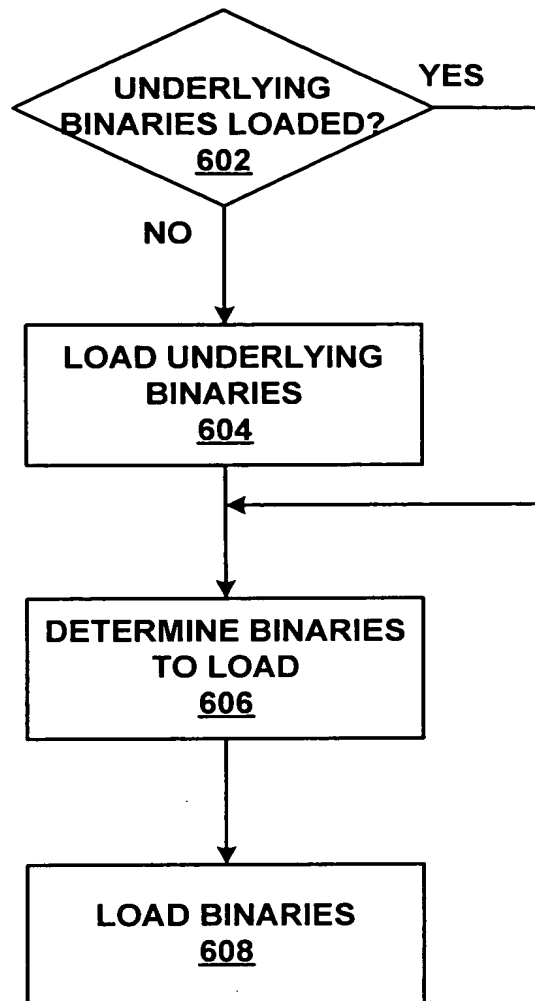 UNDERLYING
BINARIES LOADED?
602
YES
NO
LOAD UNDERLYING
BINARIES
604
DETERMINE BINARIES
TO LOAD
606
LOAD BINARIES
608